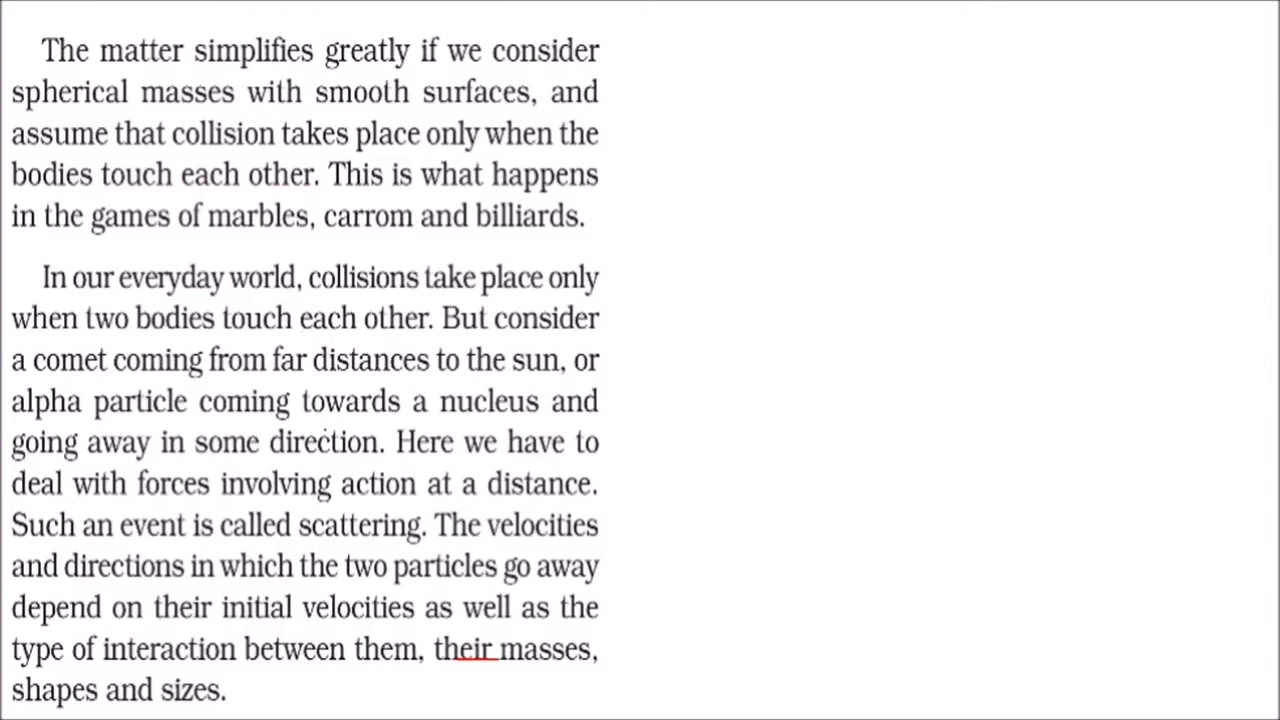 The matter simplifies greatly if we consider
spherical masses with smooth surfaces, and
assume that collision takes place only when the
bodies touch each other. This is what happens
in the games of marbles, carrom and billiards.
In our everyday world, collisions take place only
when two bodies touch each other. But consider
a comet coming from far distances to the sun, or
alpha particle coming towards a nucleus and
going away in some direction. Here we have to
deal with forces involving action at a distance.
Such an event is called scattering. The velocities
and directions in which the two particles go away
depend on their initial velocities as well as the
type of interaction between them, their masses,
shapes and sizes.